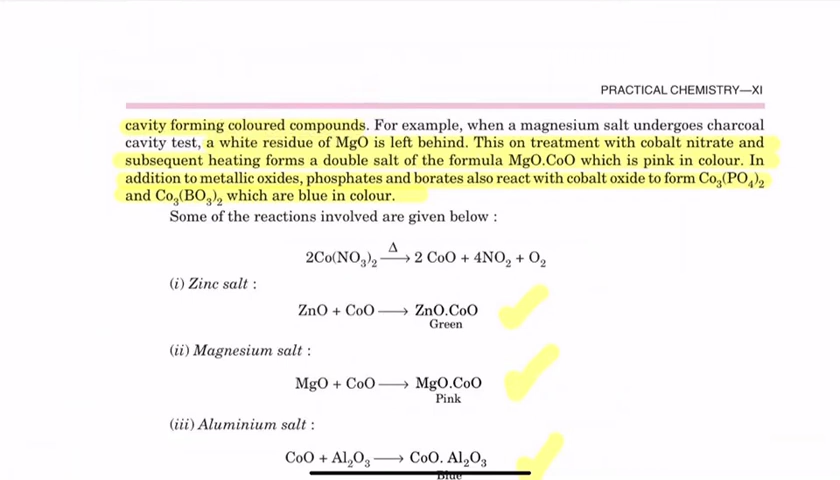 PRACTICAL CHEMISTRY—XI
cavity forming coloured compounds. For example, when a magnesium salt undergoes charcoal
cavity test, a white residue of MgO is left behind. This on treatment with cobalt nitrate and
subsequent heating forms a double salt of the formula MgO.CoO which is pink in colour. In
addition to metallic oxides, phosphates and borates also react with cobalt oxide to form Co₃(PO₄)₂
and Co₃(BO₃)₂ which are blue in colour.
Some of the reactions involved are given below :
2Co(NO₃)₂ —Δ→ 2 CoO + 4NO₂ + O₂
(i) Zinc salt :
ZnO + CoO ⟶ ZnO.CoO
Green
(ii) Magnesium salt :
MgO + CoO ⟶ MgO.CoO
Pink
(iii) Aluminium salt :
CoO + Al₂O₃ ⟶ CoO. Al₂O₃
Blue